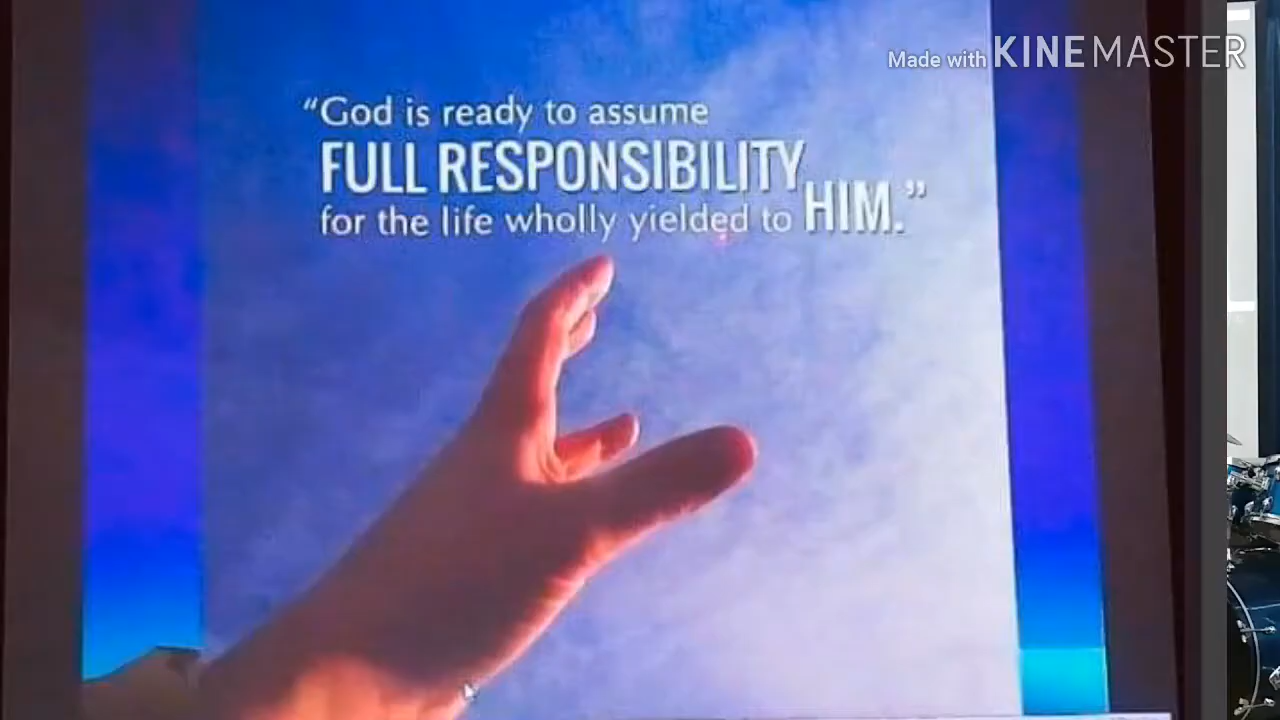 Made with KINEMASTER
“God is ready to assume
FULL RESPONSIBILITY
for the life wholly yielded to HIM.”